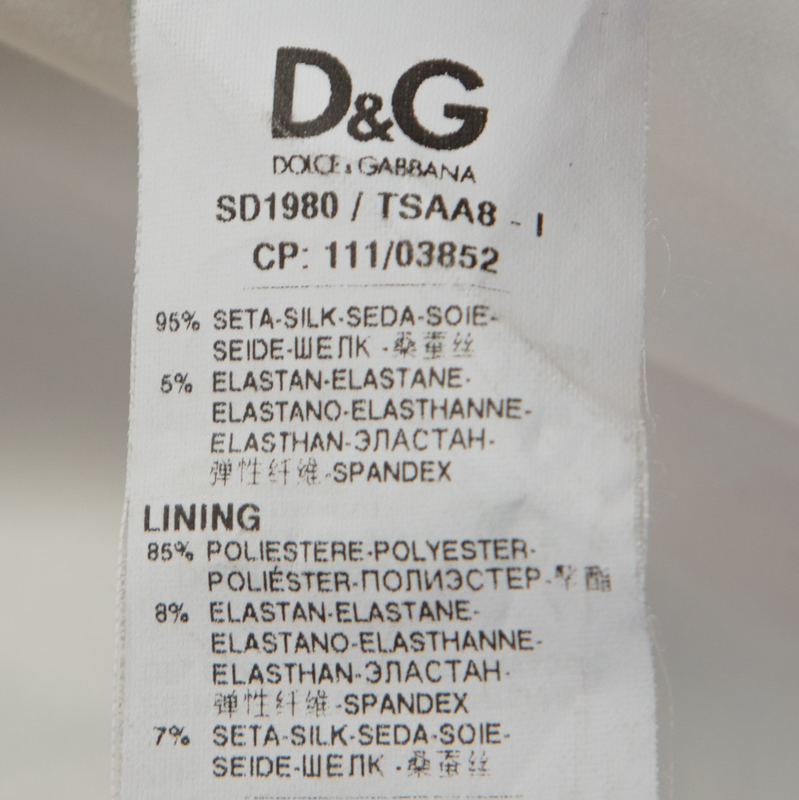 D&G
DOLCE & GABBANA
SD1980 / TSAA8 - I
CP: 111/03852
95% SETA-SILK-SEDA-SOIE-
SEIDE-ШЕЛК -桑蚕丝
5% ELASTAN-ELASTANE-
ELASTANO-ELASTHANNE-
ELASTHAN-ЭЛАСТАН-
弹性纤维-SPANDEX
LINING
85% POLIESTERE-POLYESTER-
POLIÉSTER-ПОЛИЭСТЕР-聚酯
8% ELASTAN-ELASTANE-
ELASTANO-ELASTHANNE-
ELASTHAN-ЭЛАСТАН-
弹性纤维-SPANDEX
7% SETA-SILK-SEDA-SOIE-
SEIDE-ШЕЛК -桑蚕丝